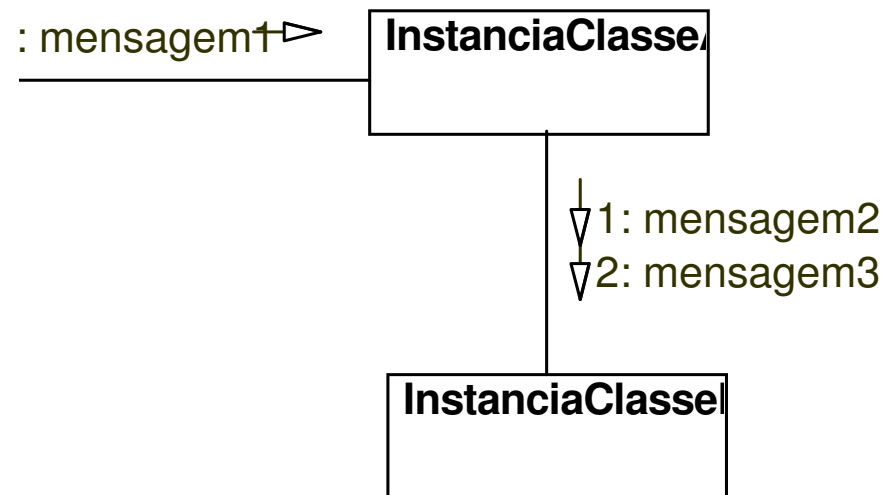 : mensagem1
InstanciaClasse
1: mensagem2
2: mensagem3
InstanciaClasse